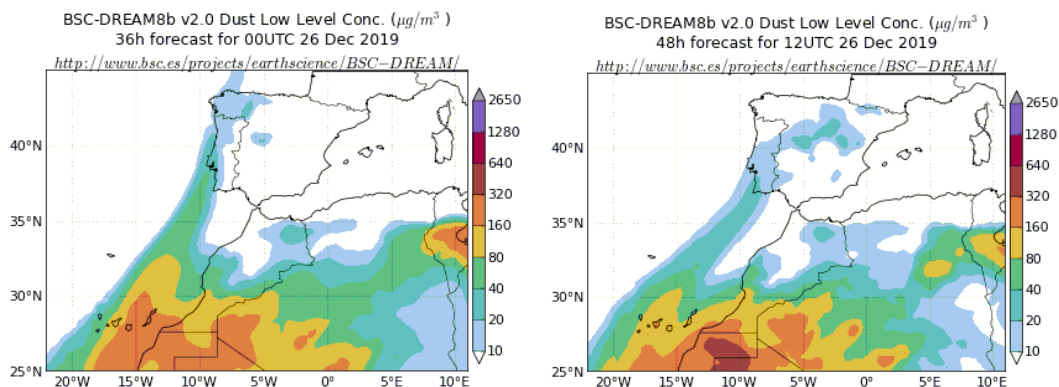 BSC-DREAM8b v2.0 Dust Low Level Conc. (μg/m³ )
36h forecast for 00UTC 26 Dec 2019
http://www.bsc.es/projects/earthscience/BSC−DREAM/
40°N
35°N
30°N
25°N
20°W 15°W 10°W 5°W 0°E 5°E 10°E
2650
1280
640
320
160
80
40
20
10
BSC-DREAM8b v2.0 Dust Low Level Conc. (μg/m³ )
48h forecast for 12UTC 26 Dec 2019
http://www.bsc.es/projects/earthscience/BSC−DREAM/
40°N
35°N
30°N
25°N
20°W 15°W 10°W 5°W 0°E 5°E 10°E
2650
1280
640
320
160
80
40
20
10